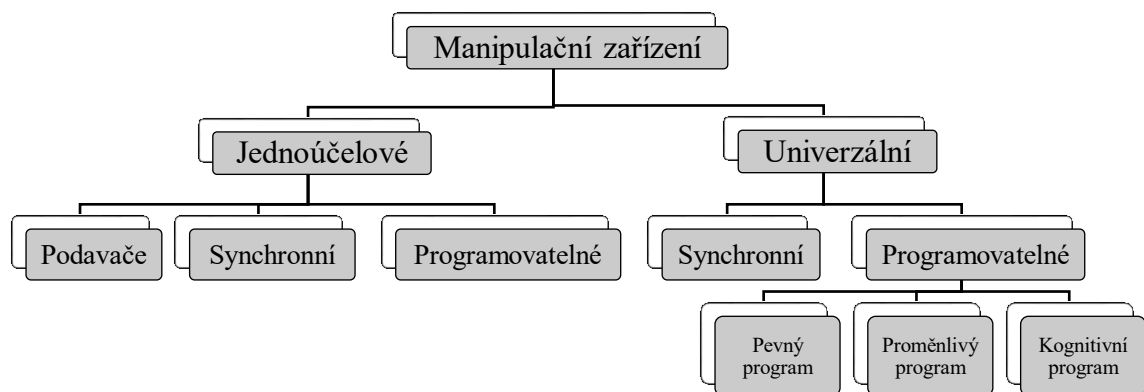 Manipulační zařízení
Jednoúčelové
Univerzální
Podavače
Synchronní
Programovatelné
Synchronní
Programovatelné
Pevný
program
Proměnlivý
program
Kognitivní
program